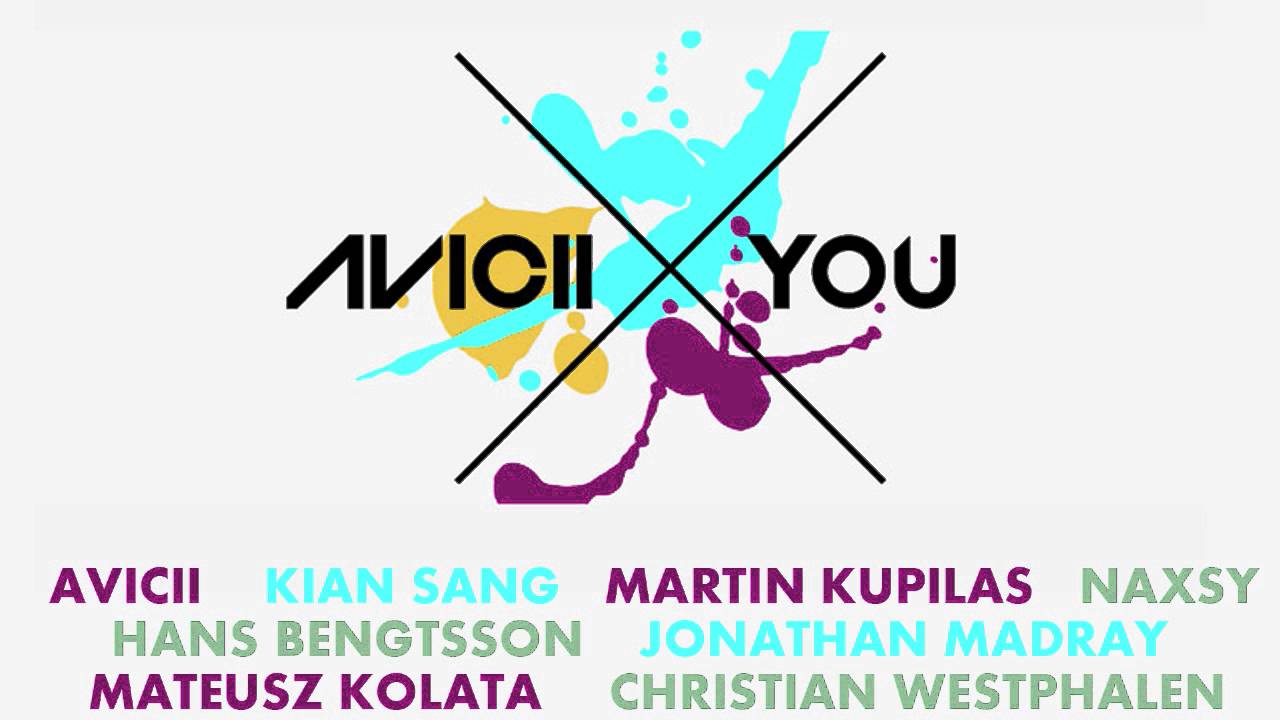 AVICII X YOU
AVICII KIAN SANG MARTIN KUPILAS NAXSY
HANS BENGTSSON JONATHAN MADRAY
MATEUSZ KOLATA CHRISTIAN WESTPHALEN